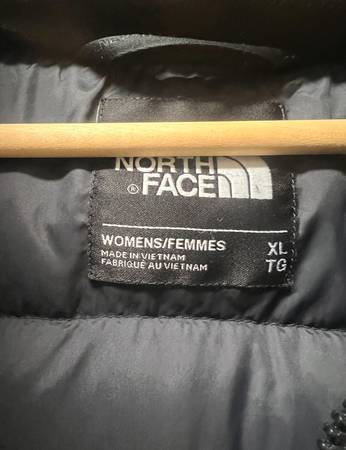 NORTH
® FACE
WOMENS/FEMMES XL
MADE IN VIETNAM TG
FABRIQUÉ AU VIETNAM